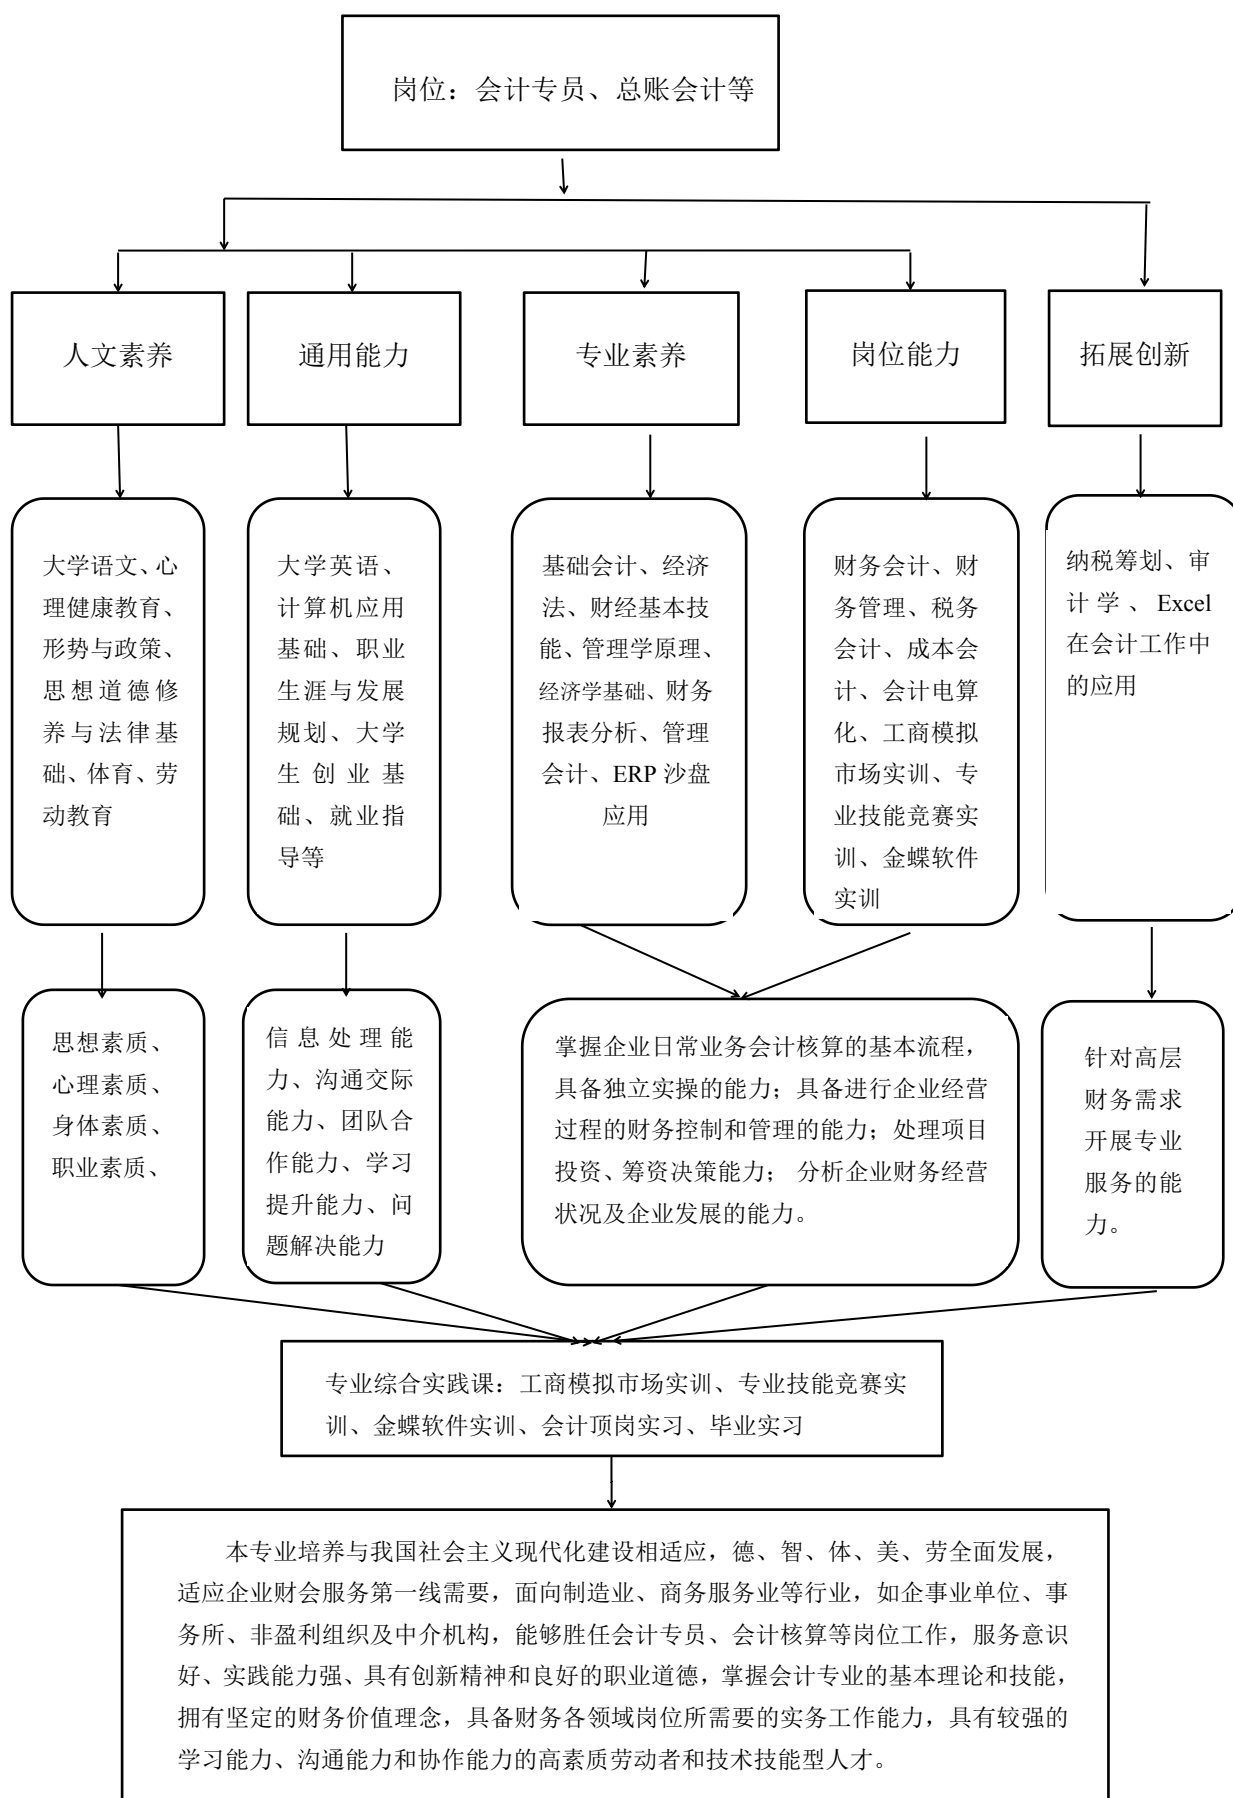 岗位：会计专员、总账会计等
人文素养
通用能力
专业素养
岗位能力
拓展创新
大学语文、心
理健康教育、
形势与政策、
思想道德修
养与法律基
础、体育、劳
动教育
大学英语、
计算机应用
基础、职业
生涯与发展
规划、大学
生创业基
础、就业指
导等
基础会计、经济
法、财经基本技
能、管理学原理、
经济学基础、财务
报表分析、管理
会计、ERP 沙盘
应用
财务会计、财
务管理、税务
会计、成本会
计、会计电算
化、工商模拟
市场实训、专
业技能竞赛实
训、金蝶软件
实训
纳税筹划、审
计学、Excel
在会计工作中
的应用
思想素质、
心理素质、
身体素质、
职业素质、
信息处理能
力、沟通交际
能力、团队合
作能力、学习
提升能力、问
题解决能力
掌握企业日常业务会计核算的基本流程，
具备独立实操的能力；具备进行企业经营
过程的财务控制和管理的能力；处理项目
投资、筹资决策能力； 分析企业财务经营
状况及企业发展的能力。
针对高层
财务需求
开展专业
服务的能
力。
专业综合实践课：工商模拟市场实训、专业技能竞赛实
训、金蝶软件实训、会计顶岗实习、毕业实习
本专业培养与我国社会主义现代化建设相适应，德、智、体、美、劳全面发展，
适应企业财会服务第一线需要，面向制造业、商务服务业等行业，如企事业单位、事
务所、非盈利组织及中介机构，能够胜任会计专员、会计核算等岗位工作，服务意识
好、实践能力强、具有创新精神和良好的职业道德，掌握会计专业的基本理论和技能，
拥有坚定的财务价值理念，具备财务各领域岗位所需要的实务工作能力，具有较强的
学习能力、沟通能力和协作能力的高素质劳动者和技术技能型人才。